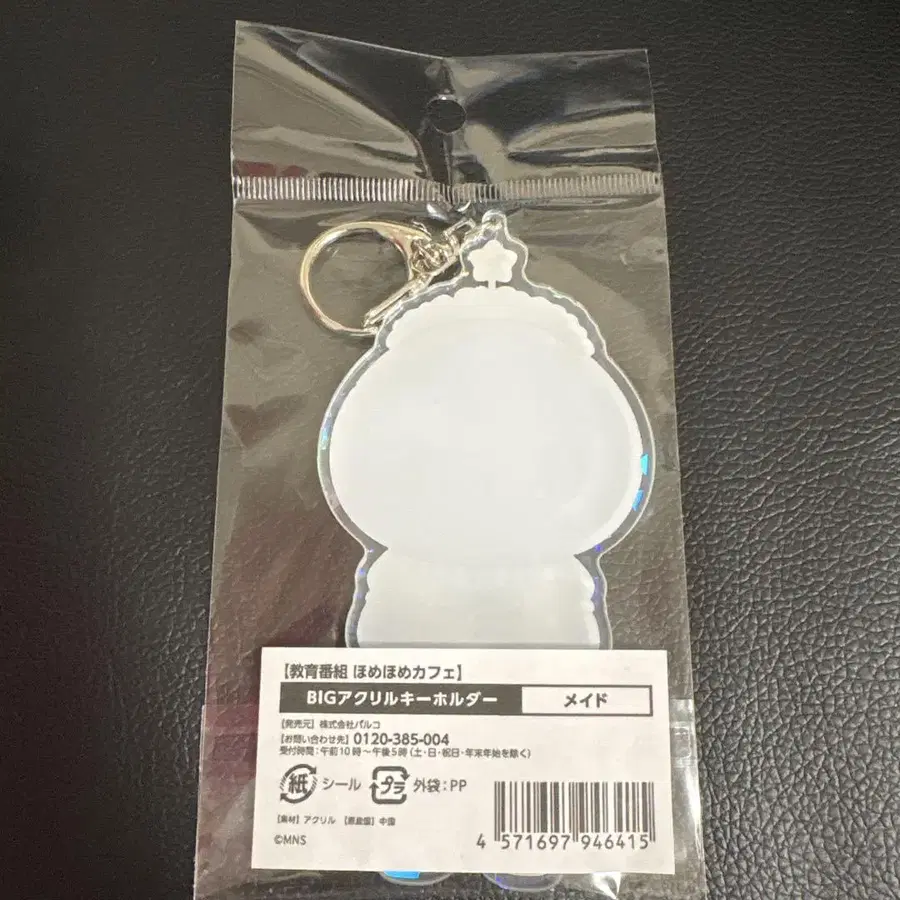 【教育番組 ほめほめカフェ】
BIGアクリルキーホルダー メイド
【発売元】株式会社パルコ
【お問い合わせ先】0120-385-004
受付時間:午前10時~午後5時(土・日・祝日・年末年始を除く)
紙 シール プラ 外袋:PP
【素材】アクリル 【原産国】中国
©MNS
4 571697 946415